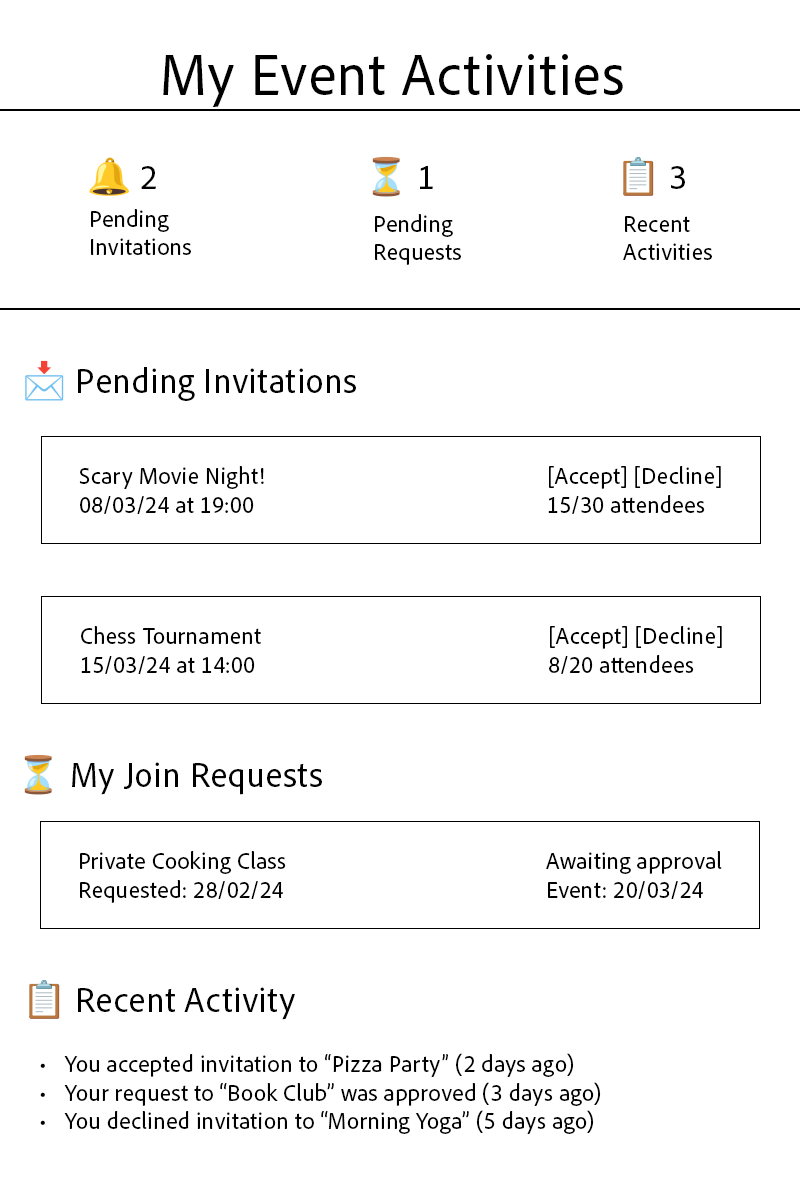 My Event Activities
🔔 2
Pending
Invitations
⏳ 1
Pending
Requests
📋 3
Recent
Activities
📩 Pending Invitations
Scary Movie Night!
08/03/24 at 19:00
[Accept] [Decline]
15/30 attendees
Chess Tournament
15/03/24 at 14:00
[Accept] [Decline]
8/20 attendees
⏳ My Join Requests
Private Cooking Class
Requested: 28/02/24
Awaiting approval
Event: 20/03/24
📋 Recent Activity
• You accepted invitation to “Pizza Party” (2 days ago)
• Your request to “Book Club” was approved (3 days ago)
• You declined invitation to “Morning Yoga” (5 days ago)